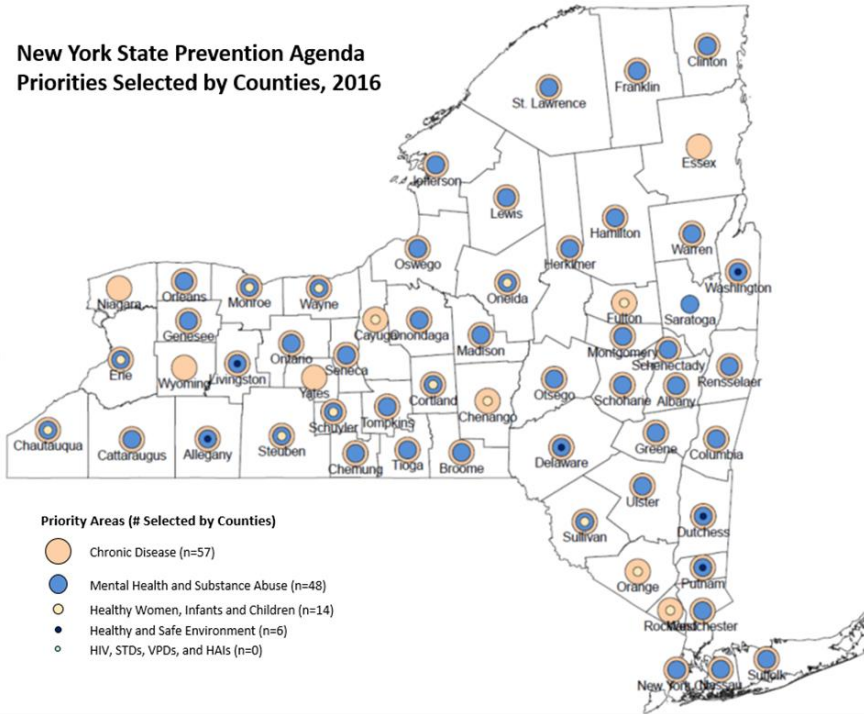 New York State Prevention Agenda
Priorities Selected by Counties, 2016
Clinton
Franklin
St. Lawrence
Essex
Jefferson
Lewis
Hamilton
Warren
Herkimer
Oswego
Washington
Oneida
Niagara
Orleans
Monroe
Wayne
Fulton
Saratoga
Genesee
Cayuga
Onondaga
Madison
Montgomery
Ontario
Seneca
Schenectady
Erie
Wyoming
Livingston
Yates
Otsego
Schoharie
Albany
Rensselaer
Cortland
Chenango
Schuyler
Tompkins
Chautauqua
Cattaraugus
Allegany
Steuben
Chemung
Tioga
Broome
Delaware
Greene
Columbia
Ulster
Sullivan
Dutchess
Orange
Putnam
Rockland
Westchester
New York City
Nassau
Suffolk
Priority Areas (# Selected by Counties)
Chronic Disease (n=57)
Mental Health and Substance Abuse (n=48)
Healthy Women, Infants and Children (n=14)
Healthy and Safe Environment (n=6)
HIV, STDs, VPDs, and HAIs (n=0)